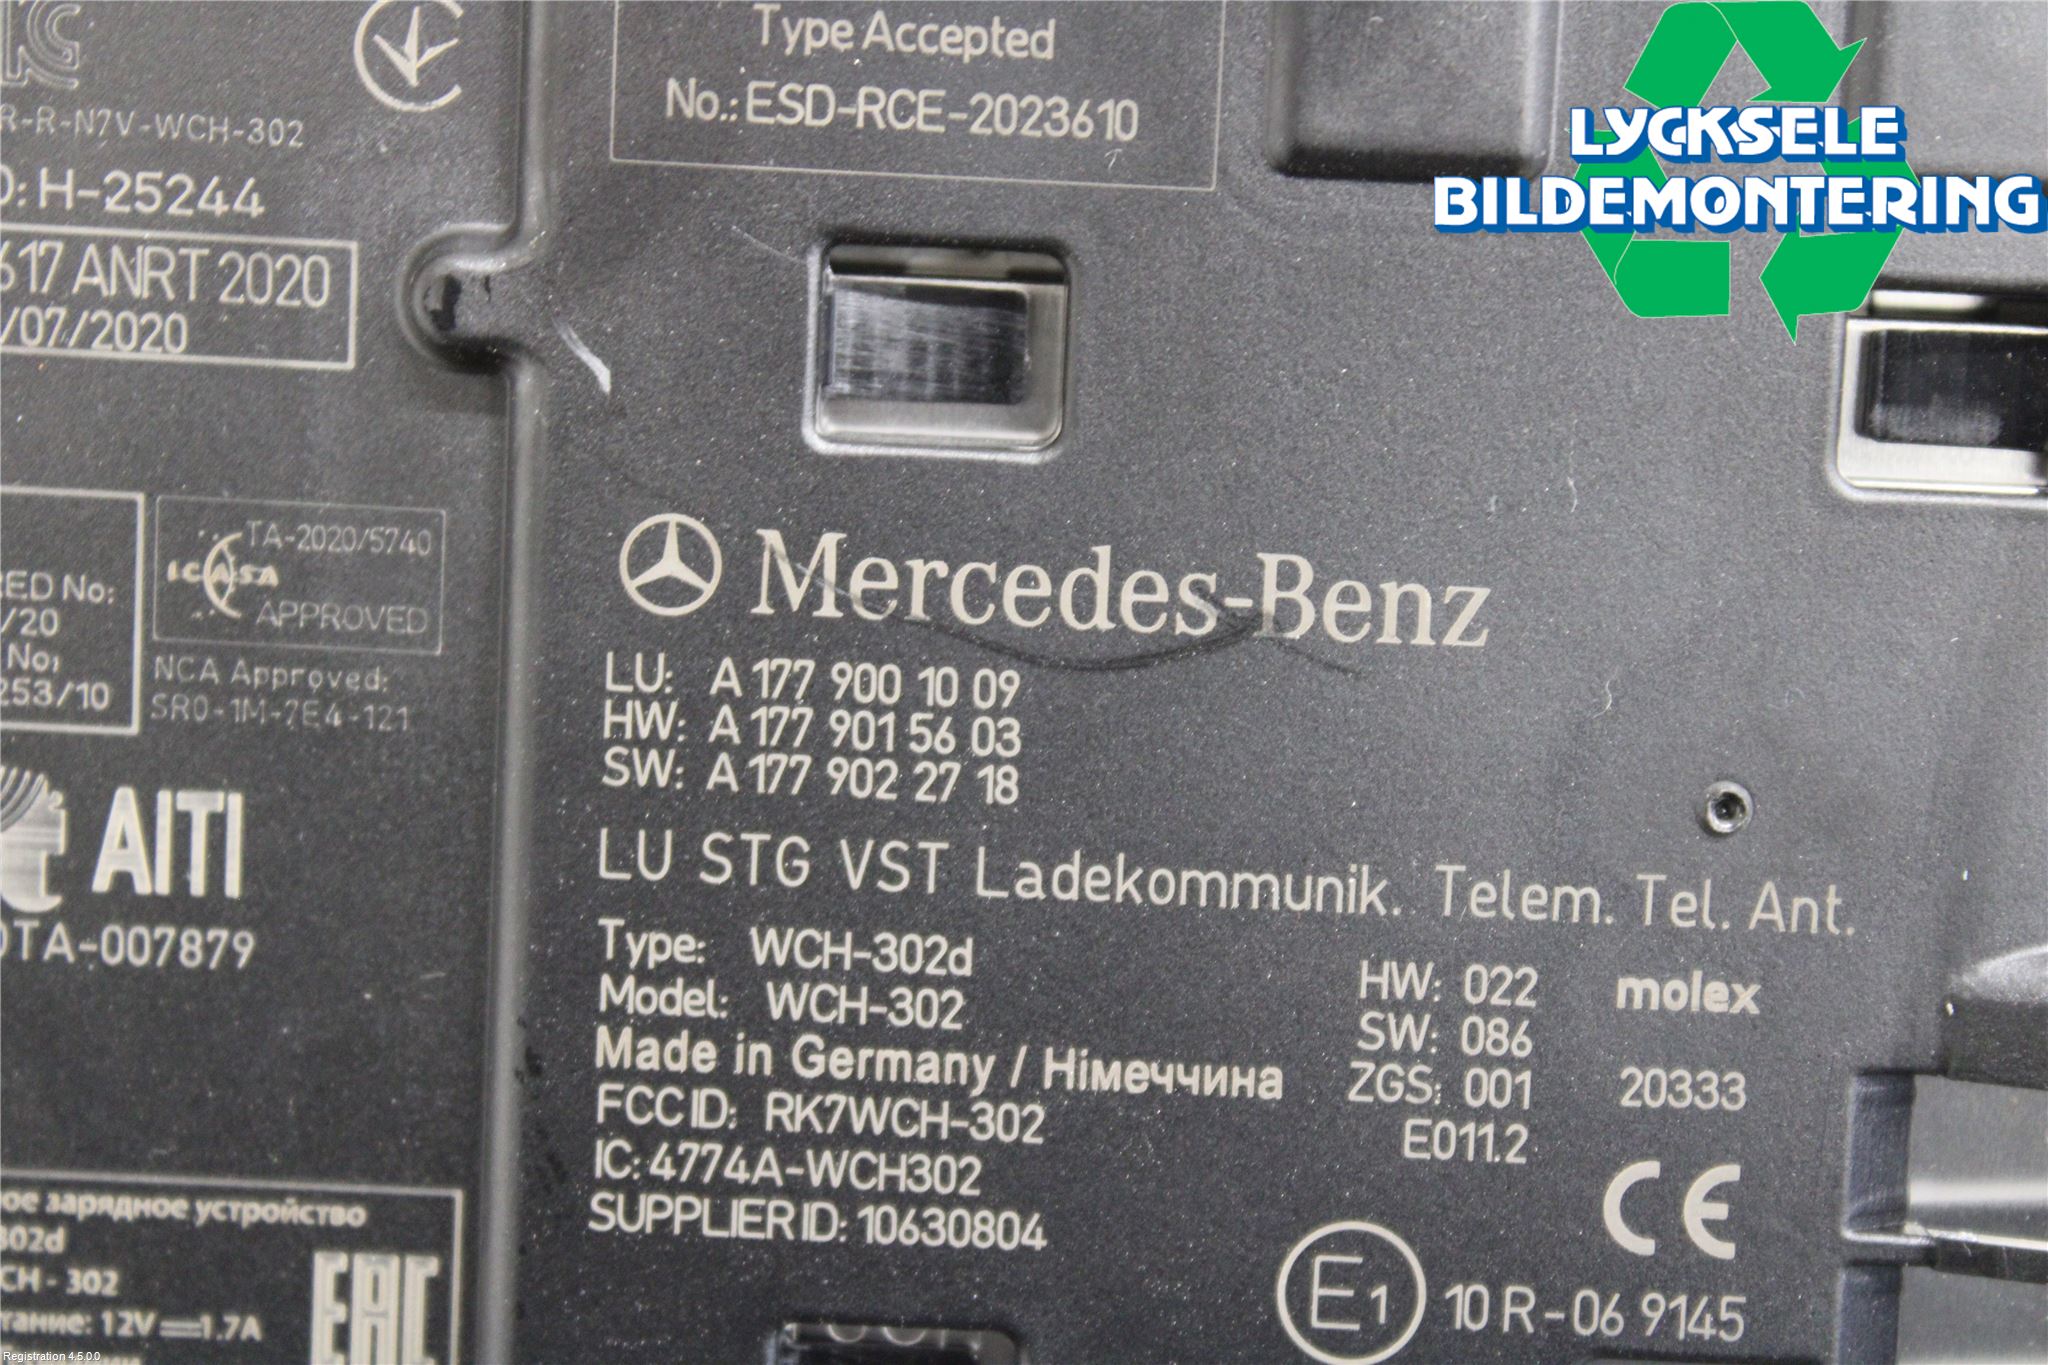 Type Accepted
No.: ESD-RCE-2023610
R-R-N7V-WCH-302
H-25244
617 ANRT 2020
/07/2020
TA-2020/5740
ICASA
APPROVED
RED No:
/20
No:
253/10
NCA Approved:
SR0-1M-7E4-121
AITI
OTA-007879
зарядное устройство
302d
CH - 302
12V 1.7A
EAC
Mercedes-Benz
LU: A 177 900 10 09
HW: A 177 901 56 03
SW: A 177 902 27 18
LU STG VST Ladekommunik. Telem. Tel. Ant.
Type: WCH-302d
Model: WCH-302
Made in Germany / Німеччина
FCC ID: RK7WCH-302
IC: 4774A-WCH302
SUPPLIER ID: 10630804
HW: 022 molex
SW: 086
ZGS: 001 20333
E011.2
CE
E1 10 R-06 9145
LYCKSELE
BILDEMONTERING
Registration 4.5.0.0